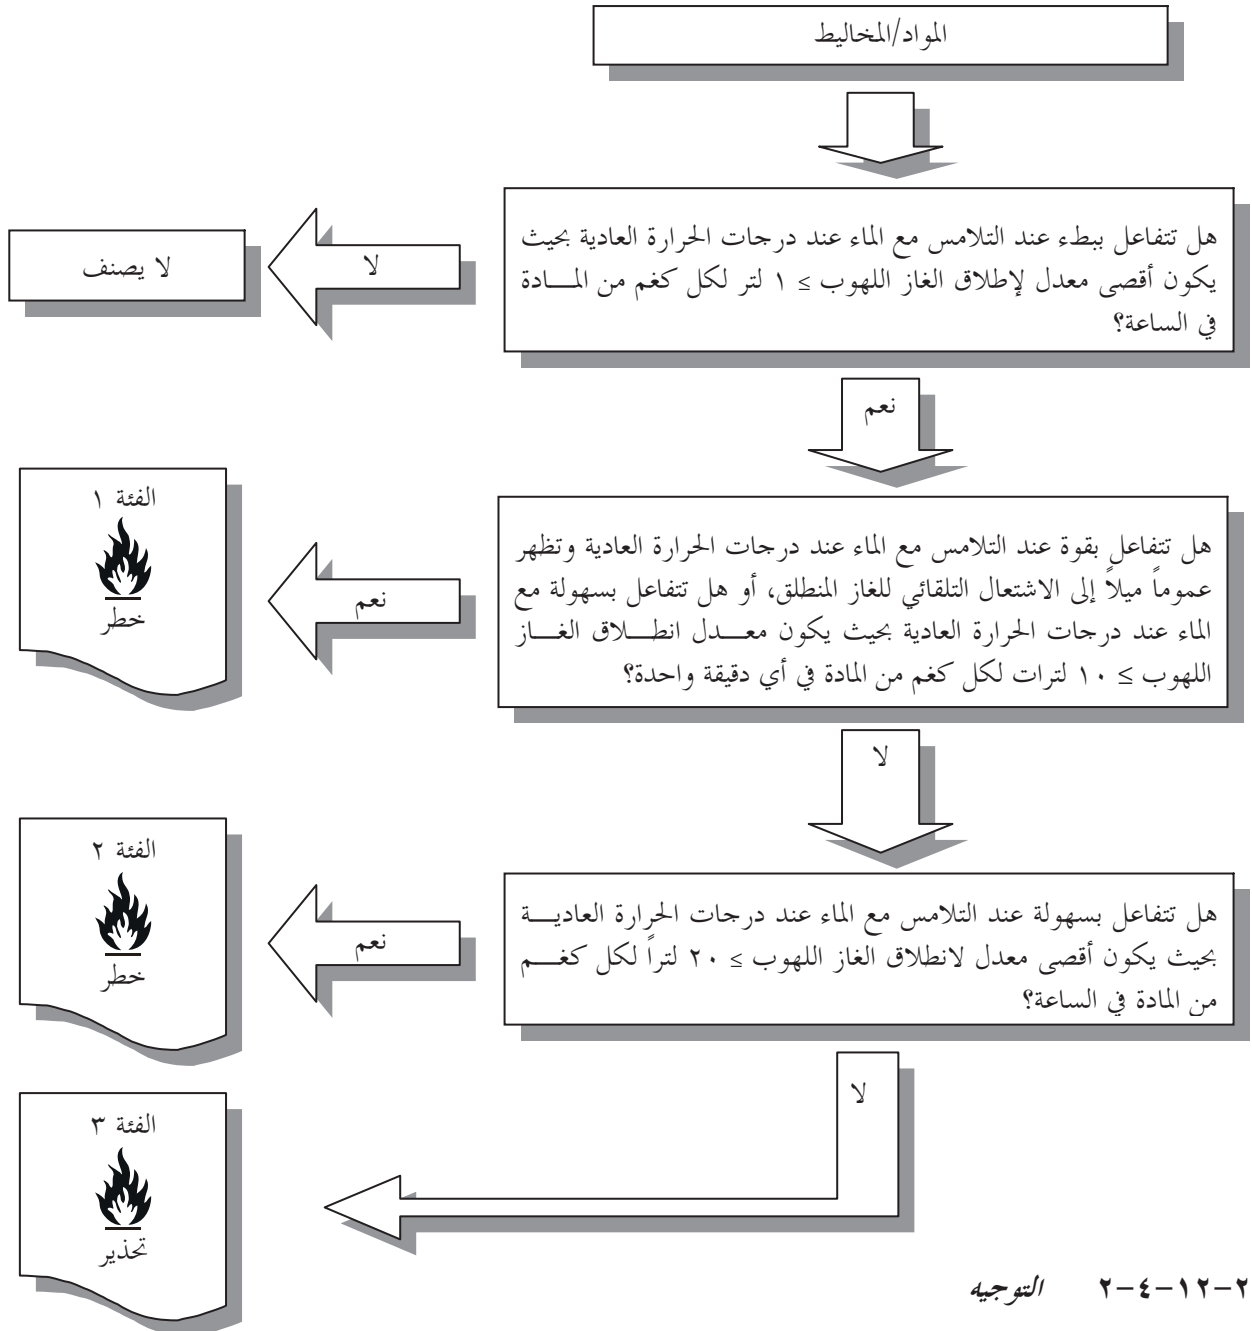 المواد/المخاليط
هل تتفاعل ببطء عند التلامس مع الماء عند درجات الحرارة العادية بحيث
يكون أقصى معدل لإطلاق الغاز اللهوب ≥ ١ لتر لكل كغم من المـــادة
في الساعة؟
لا
لا يصنف
نعم
هل تتفاعل بقوة عند التلامس مع الماء عند درجات الحرارة العادية وتظهر
عموماً ميلاً إلى الاشتعال التلقائي للغاز المنطلق، أو هل تتفاعل بسهولة مع
الماء عند درجات الحرارة العادية بحيث يكون معـــدل انطـــلاق الغـــاز
اللهوب ≥ ١٠ لترات لكل كغم من المادة في أي دقيقة واحدة؟
نعم
الفئة ١
خطر
لا
هل تتفاعل بسهولة عند التلامس مع الماء عند درجات الحرارة العاديـــة
بحيث يكون أقصى معدل لانطلاق الغاز اللهوب ≥ ٢٠ لتراً لكل كغـــم
من المادة في الساعة؟
نعم
الفئة ٢
خطر
لا
الفئة ٣
تحذير
٢-١٢-٤-٢ التوجيه